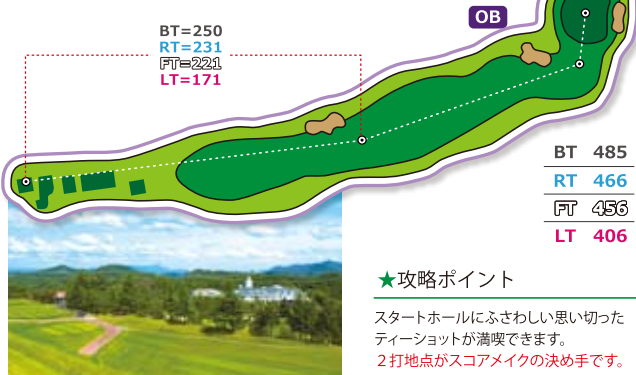 OB
BT=250
RT=231
FT=221
LT=171
BT 485
RT 466
FT 456
LT 406
★攻略ポイント
スタートホールにふさわしい思い切った
ティーショットが満喫できます。
２打地点がスコアメイクの決め手です。